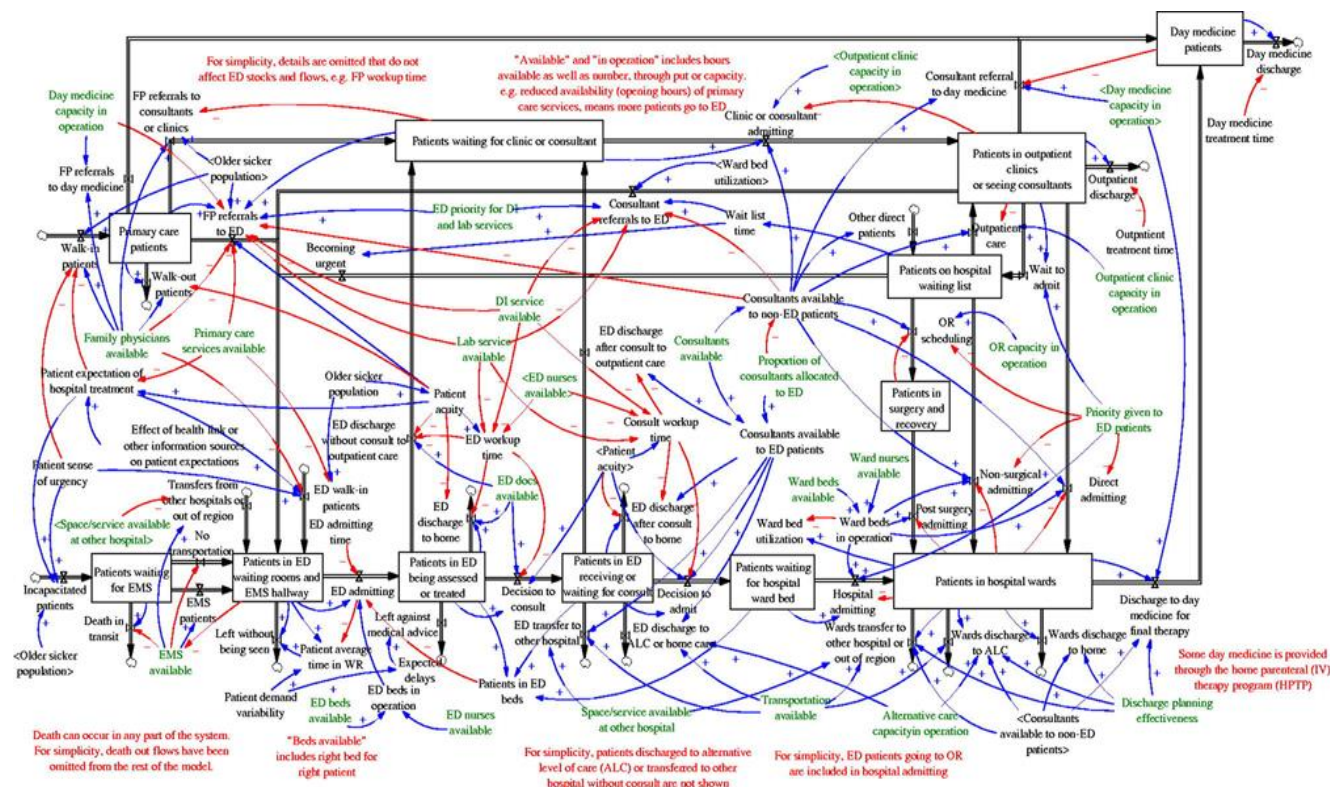 Day medicine
patients
Day medicine
discharge
For simplicity, details are omitted that do not
affect ED stocks and flows, e.g. FP workup time
"Available" and "in operation" includes hours
available as well as number, through put or capacity.
e.g. reduced availability (opening hours) of primary
care services, means more patients go to ED
<Outpatient clinic
capacity in
operation>
Consultant referral
to day medicine
<Day medicine
capacity in
operation>
Day medicine
treatment time
Day medicine
capacity in
operation
FP referrals to
consultants
or clinics
Patients waiting for clinic or consultant
Clinic or consultant
admitting
Patients in outpatient
clinics
or seeing consultants
Outpatient
discharge
Outpatient
treatment time
FP referrals
to day medicine
<Older sicker
population>
<Ward bed
utilization>
Walk-in
patients
Primary care
patients
FP referrals
to ED
ED priority for DI
and lab services
Consultant
referrals to ED
Wait list
time
Other direct
patients
Outpatient
care
Becoming
urgent
Walk-out
patients
Patients on hospital
waiting list
Wait to
admit
Outpatient clinic
capacity in
operation
Family physicians
available
Primary care
services available
DI service
available
Lab service
available
Consultants available
to non-ED patients
ED discharge
after consult to
outpatient care
Consultants
available
Proportion of
consultants allocated
to ED
OR
scheduling
OR capacity in
operation
Patient expectation of
hospital treatment
Older sicker
population
Patient
acuity
<ED nurses
available>
Patients in
surgery and
recovery
Effect of health link or
other information sources
on patient expectations
ED discharge
without consult to
outpatient care
ED workup
time
Consult workup
time
Consultants available
to ED patients
Priority given to
ED patients
Patient sense
of urgency
<Patient
acuity>
Ward nurses
available
Non-surgical
admitting
Direct
admitting
Transfers from
other hospitals or
out of region
ED walk-in
patients
ED docs
available
Ward beds
available
<Space/service available
at other hospital>
ED admitting
time
ED
discharge
to home
ED discharge
after consult
to home
Ward bed
utilization
Ward beds
in operation
Post surgery
admitting
No
transportation
Patients waiting
for EMS
Patients in ED
waiting rooms and
EMS hallway
Patients in ED
being assessed
or treated
Patients in ED
receiving or
waiting for consult
Patients waiting
for hospital
ward bed
Patients in hospital wards
Incapacitated
patients
EMS
patients
ED admitting
Decision to
consult
Decision to
admit
Hospital
admitting
Discharge to day
medicine for
final therapy
Death in
transit
Left without
being seen
Left against
medical advice
ED transfer to
other hospital
ED discharge to
ALC or home care
Wards transfer to
other hospital or
out of region
Wards discharge
to ALC
Wards discharge
to home
<Older sicker
population>
EMS
available
Patient average
time in WR
Expected
delays
Patients in ED
beds
Some day medicine is provided
through the home parenteral (IV)
therapy program (HPTP)
Patient demand
variability
ED beds
available
ED beds in
operation
ED nurses
available
Space/service available
at other hospital
Transportation
available
Alternative care
capacityin operation
<Consultants
available to non-ED
patients>
Discharge planning
effectiveness
Death can occur in any part of the system.
For simplicity, death out flows have been
omitted from the rest of the model.
"Beds available"
includes right bed for
right patient
For simplicity, patients discharged to alternative
level of care (ALC) or transferred to other
hospital without consult are not shown
For simplicity, ED patients going to OR
are included in hospital admitting